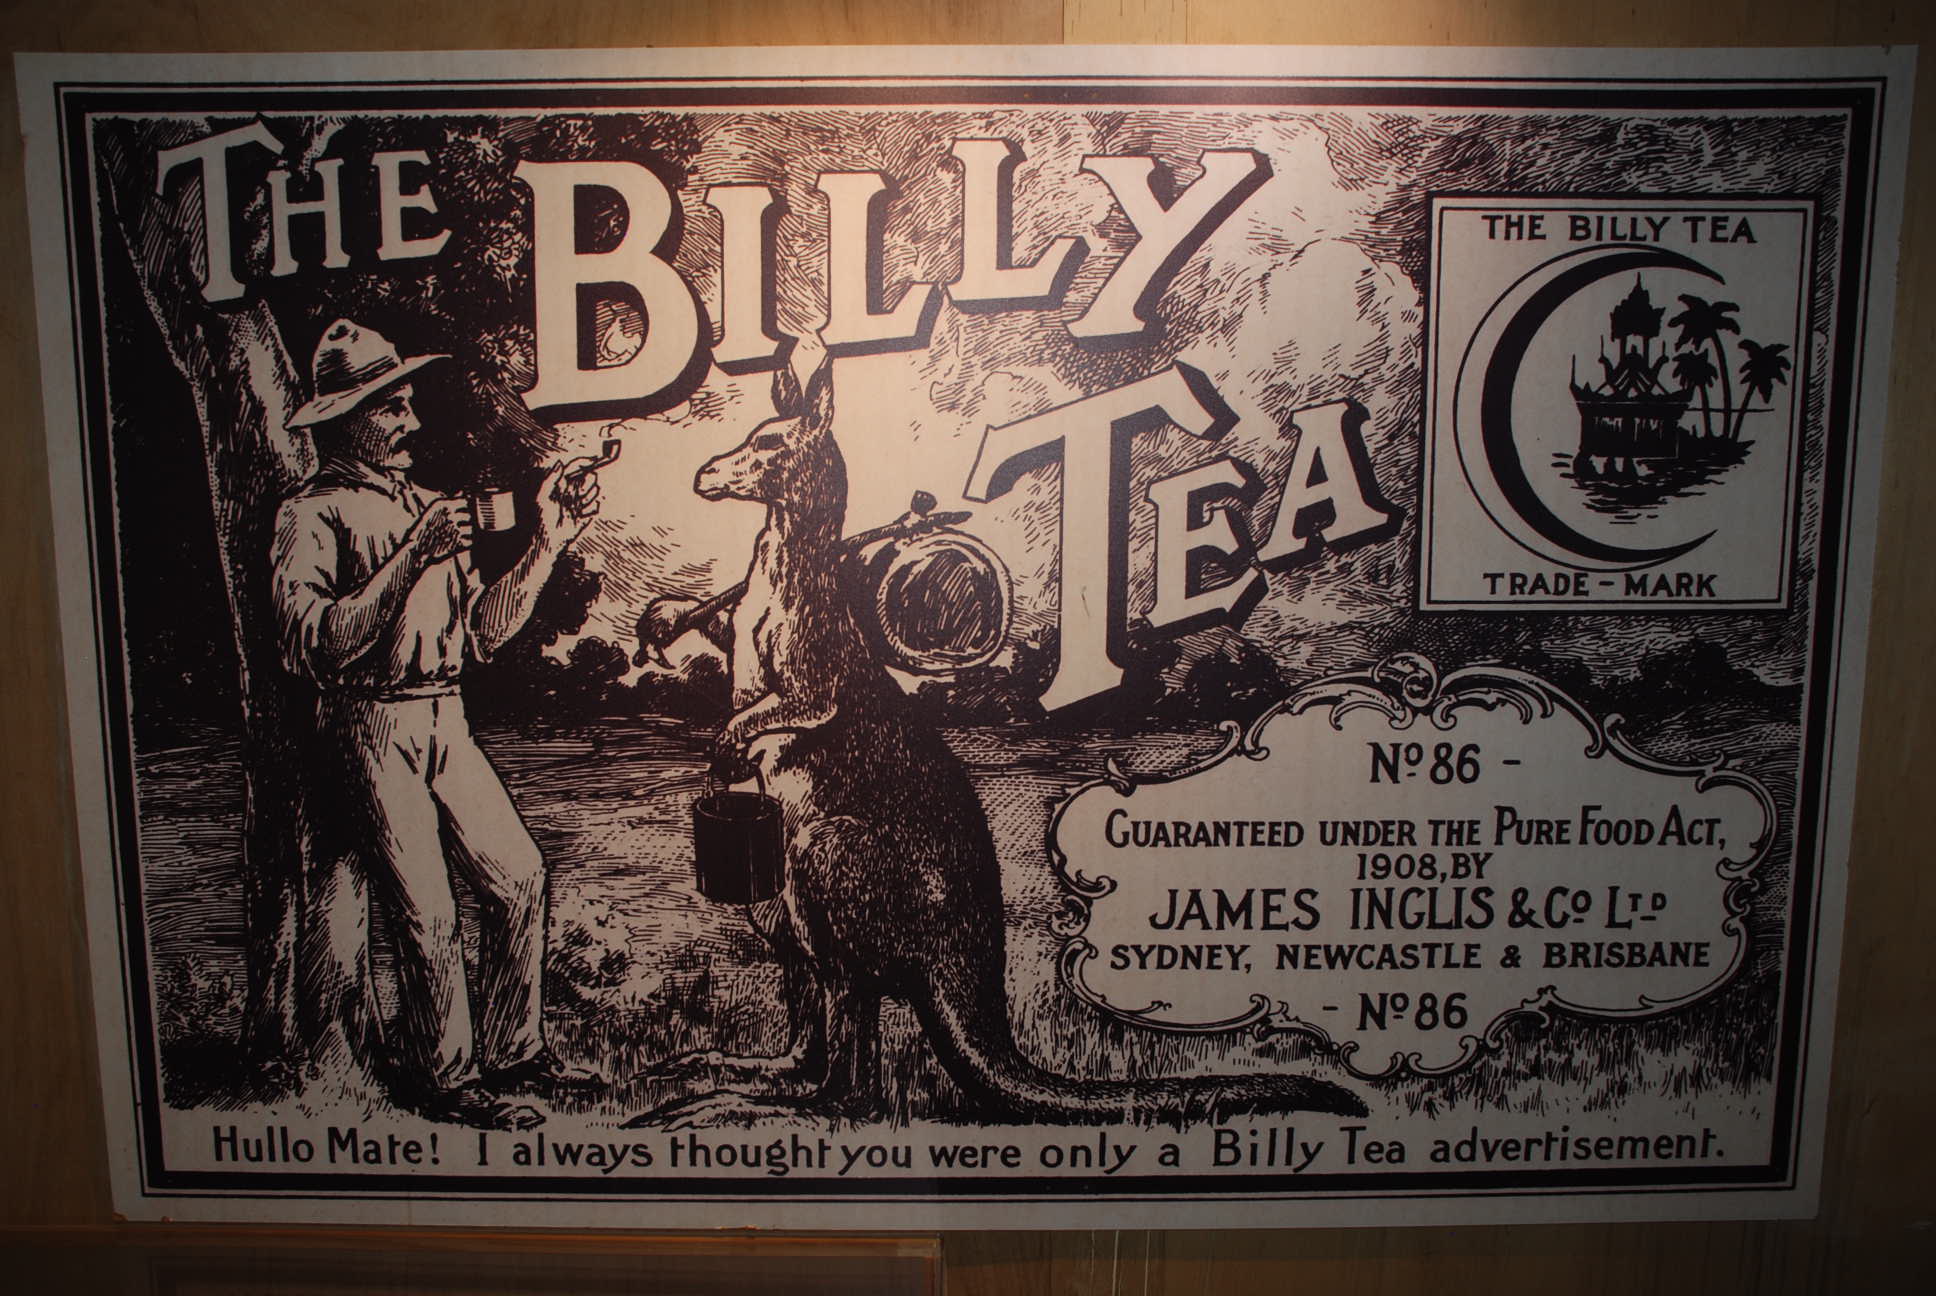 THE BILLY TEA
THE BILLY TEA
TRADE-MARK
Nº 86 -
GUARANTEED UNDER THE PURE FOOD ACT,
1908, BY
JAMES INGLIS & Cº LTD
SYDNEY, NEWCASTLE & BRISBANE
- Nº 86
Hullo Mate! I always thought you were only a Billy Tea advertisement.